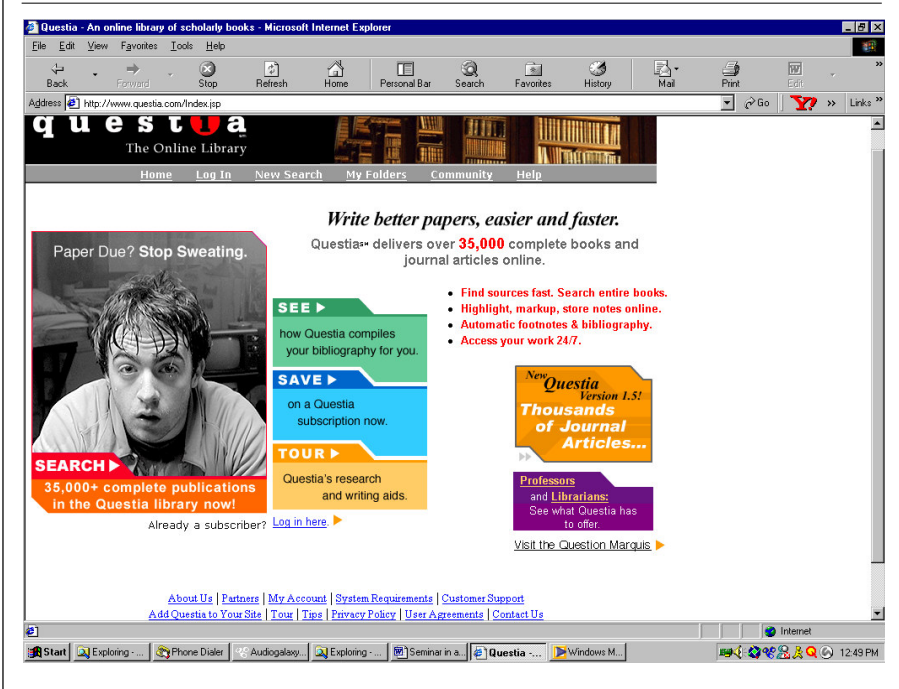 Questia - An online library of scholarly books - Microsoft Internet Explorer
File Edit View Favorites Tools Help
Back Forward Stop Refresh Home Personal Bar Search Favorites History Mail Print Edit »
Address http://www.questia.com/Index.jsp Go Y? » Links »
questia
The Online Library
Home Log In New Search My Folders Community Help
Write better papers, easier and faster.
Questia℠ delivers over 35,000 complete books and
journal articles online.
Paper Due? Stop Sweating.
SEARCH
35,000+ complete publications
in the Questia library now!
SEE
how Questia compiles
your bibliography for you.
SAVE
on a Questia
subscription now.
TOUR
Questia's research
and writing aids.
Already a subscriber? Log in here.
• Find sources fast. Search entire books.
• Highlight, markup, store notes online.
• Automatic footnotes & bibliography.
• Access your work 24/7.
New
Questia
Version 1.5!
Thousands
of Journal
Articles...
Professors
and Librarians:
See what Questia has
to offer.
Visit the Question Marquis
About Us | Partners | My Account | System Requirements | Customer Support
Add Questia to Your Site | Tour | Tips | Privacy Policy | User Agreements | Contact Us
Internet
Start Exploring - ... Phone Dialer Audiogalaxy... Exploring - ... Seminar in a... Questia -... Windows M... 12:49 PM